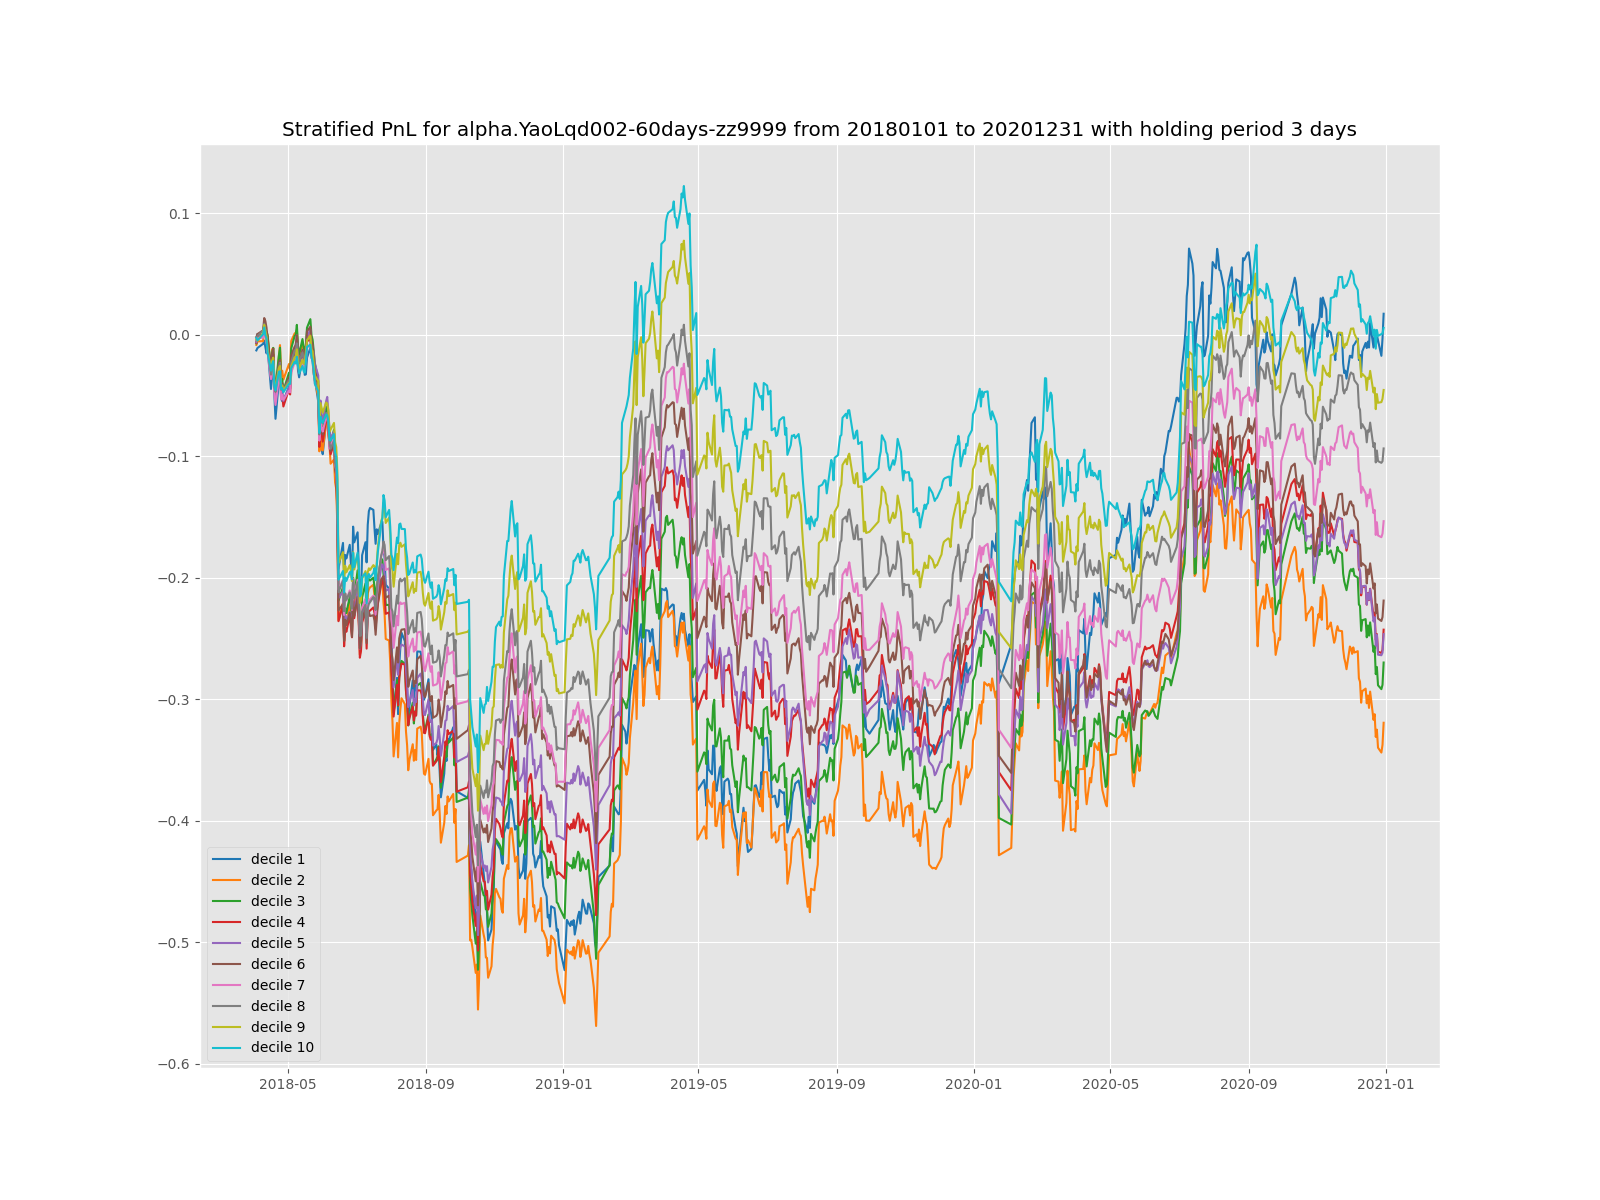 Stratified PnL for alpha.YaoLqd002-60days-zz9999 from 20180101 to 20201231 with holding period 3 days
0.1
0.0
−0.1
−0.2
−0.3
−0.4
−0.5
−0.6
decile 1
decile 2
decile 3
decile 4
decile 5
decile 6
decile 7
decile 8
decile 9
decile 10
2018-05 2018-09 2019-01 2019-05 2019-09 2020-01 2020-05 2020-09 2021-01